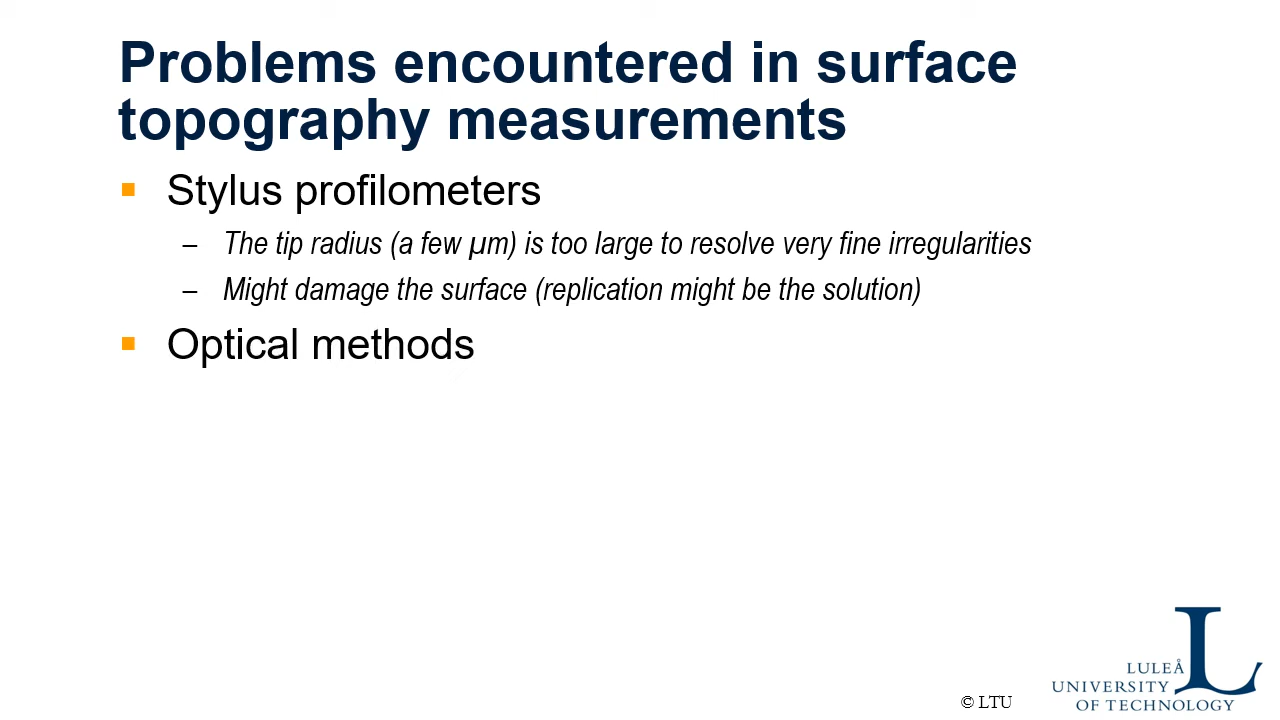 Problems encountered in surface
topography measurements
▪ Stylus profilometers
– The tip radius (a few µm) is too large to resolve very fine irregularities
– Might damage the surface (replication might be the solution)
▪ Optical methods
© LTU
LULEÅ
UNIVERSITY
OF TECHNOLOGY
L